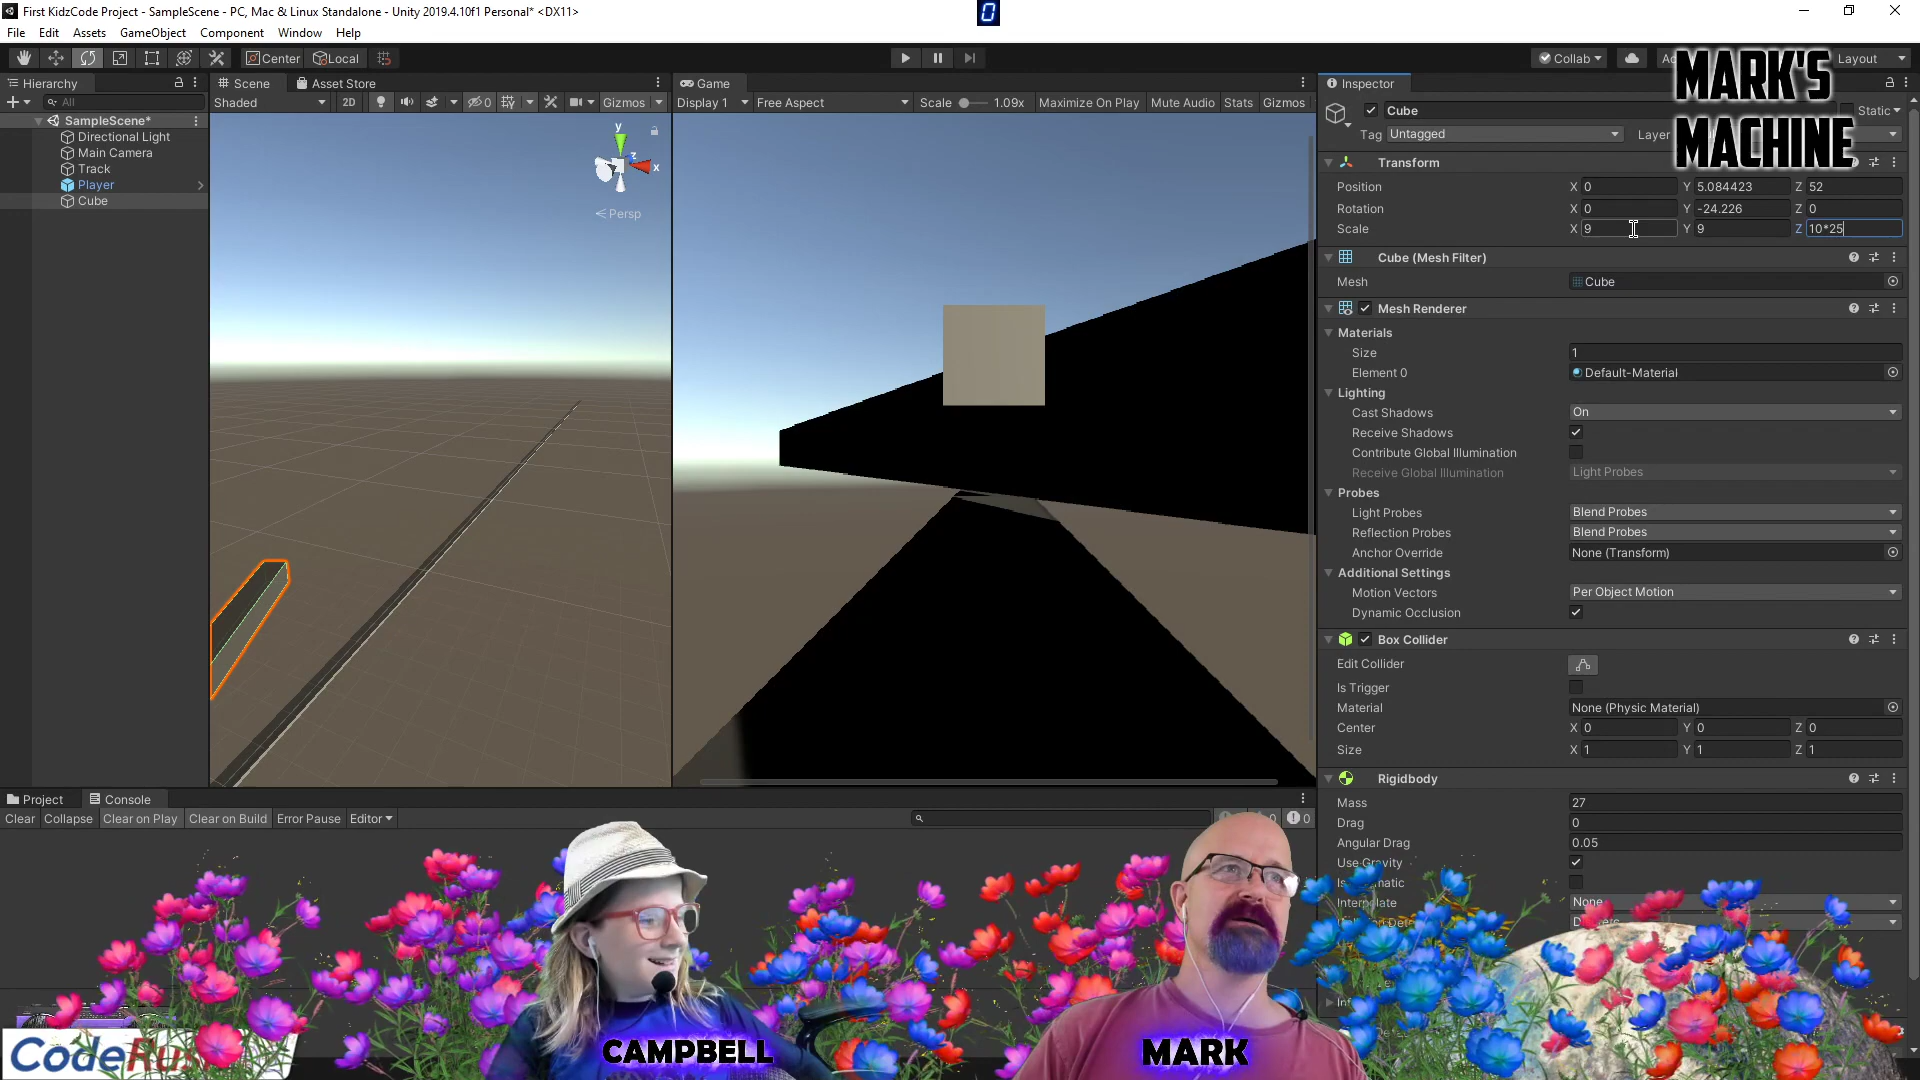 First KidzCode Project - SampleScene - PC, Mac & Linux Standalone - Unity 2019.4.10f1 Personal* <DX11>
0
File Edit Assets GameObject Component Window Help
Center Local Collab Layout
MARK'S
MACHINE
Hierarchy
All
SampleScene*
Directional Light
Main Camera
Track
Player
Cube
Scene Asset Store
Shaded 2D 0 Gizmos
y
z
x
Persp
Game
Display 1 Free Aspect Scale 1.09x Maximize On Play Mute Audio Stats Gizmos
Inspector
Cube Static
Tag Untagged Layer
Transform
Position X 0 Y 5.084423 Z 52
Rotation X 0 Y -24.226 Z 0
Scale X 9 Y 9 Z 10*25
Cube (Mesh Filter)
Mesh Cube
Mesh Renderer
Materials
Size 1
Element 0 Default-Material
Lighting
Cast Shadows On
Receive Shadows
Contribute Global Illumination
Receive Global Illumination Light Probes
Probes
Light Probes Blend Probes
Reflection Probes Blend Probes
Anchor Override None (Transform)
Additional Settings
Motion Vectors Per Object Motion
Dynamic Occlusion
Box Collider
Edit Collider
Is Trigger
Material None (Physic Material)
Center X 0 Y 0 Z 0
Size X 1 Y 1 Z 1
Rigidbody
Mass 27
Drag 0
Angular Drag 0.05
Use Gravity
Interpolate None
Project Console
Clear Collapse Clear on Play Clear on Build Error Pause Editor 0
CodeRus
CAMPBELL
MARK